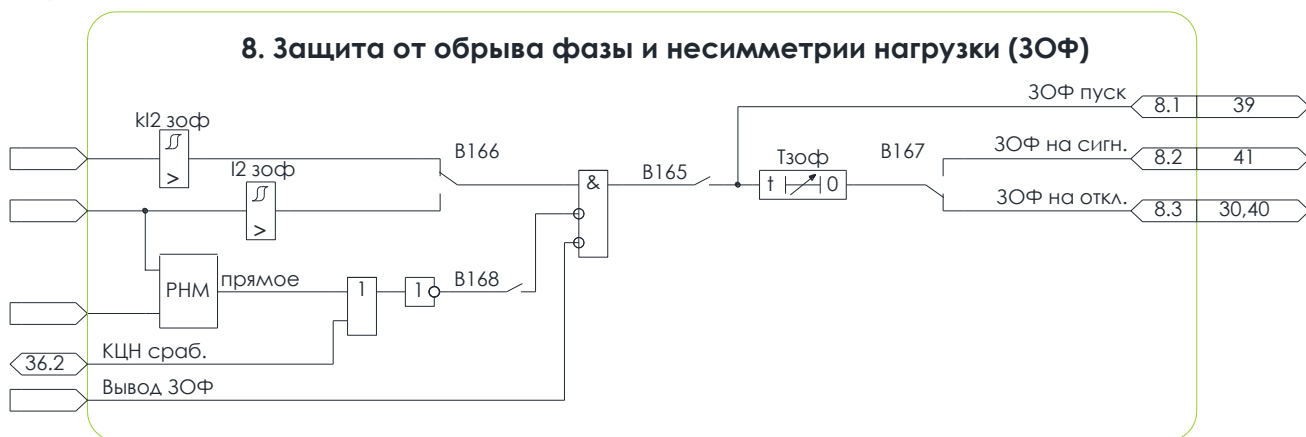 8. Защита от обрыва фазы и несимметрии нагрузки (ЗОФ)
ЗОФ пуск 8.1 39
kI2 зоф
>
В166
I2 зоф
>
&
В165
Тзоф
t 0
В167
ЗОФ на сигн. 8.2 41
ЗОФ на откл. 8.3 30,40
РНМ
прямое
1
1
В168
36.2 КЦН сраб.
Вывод ЗОФ